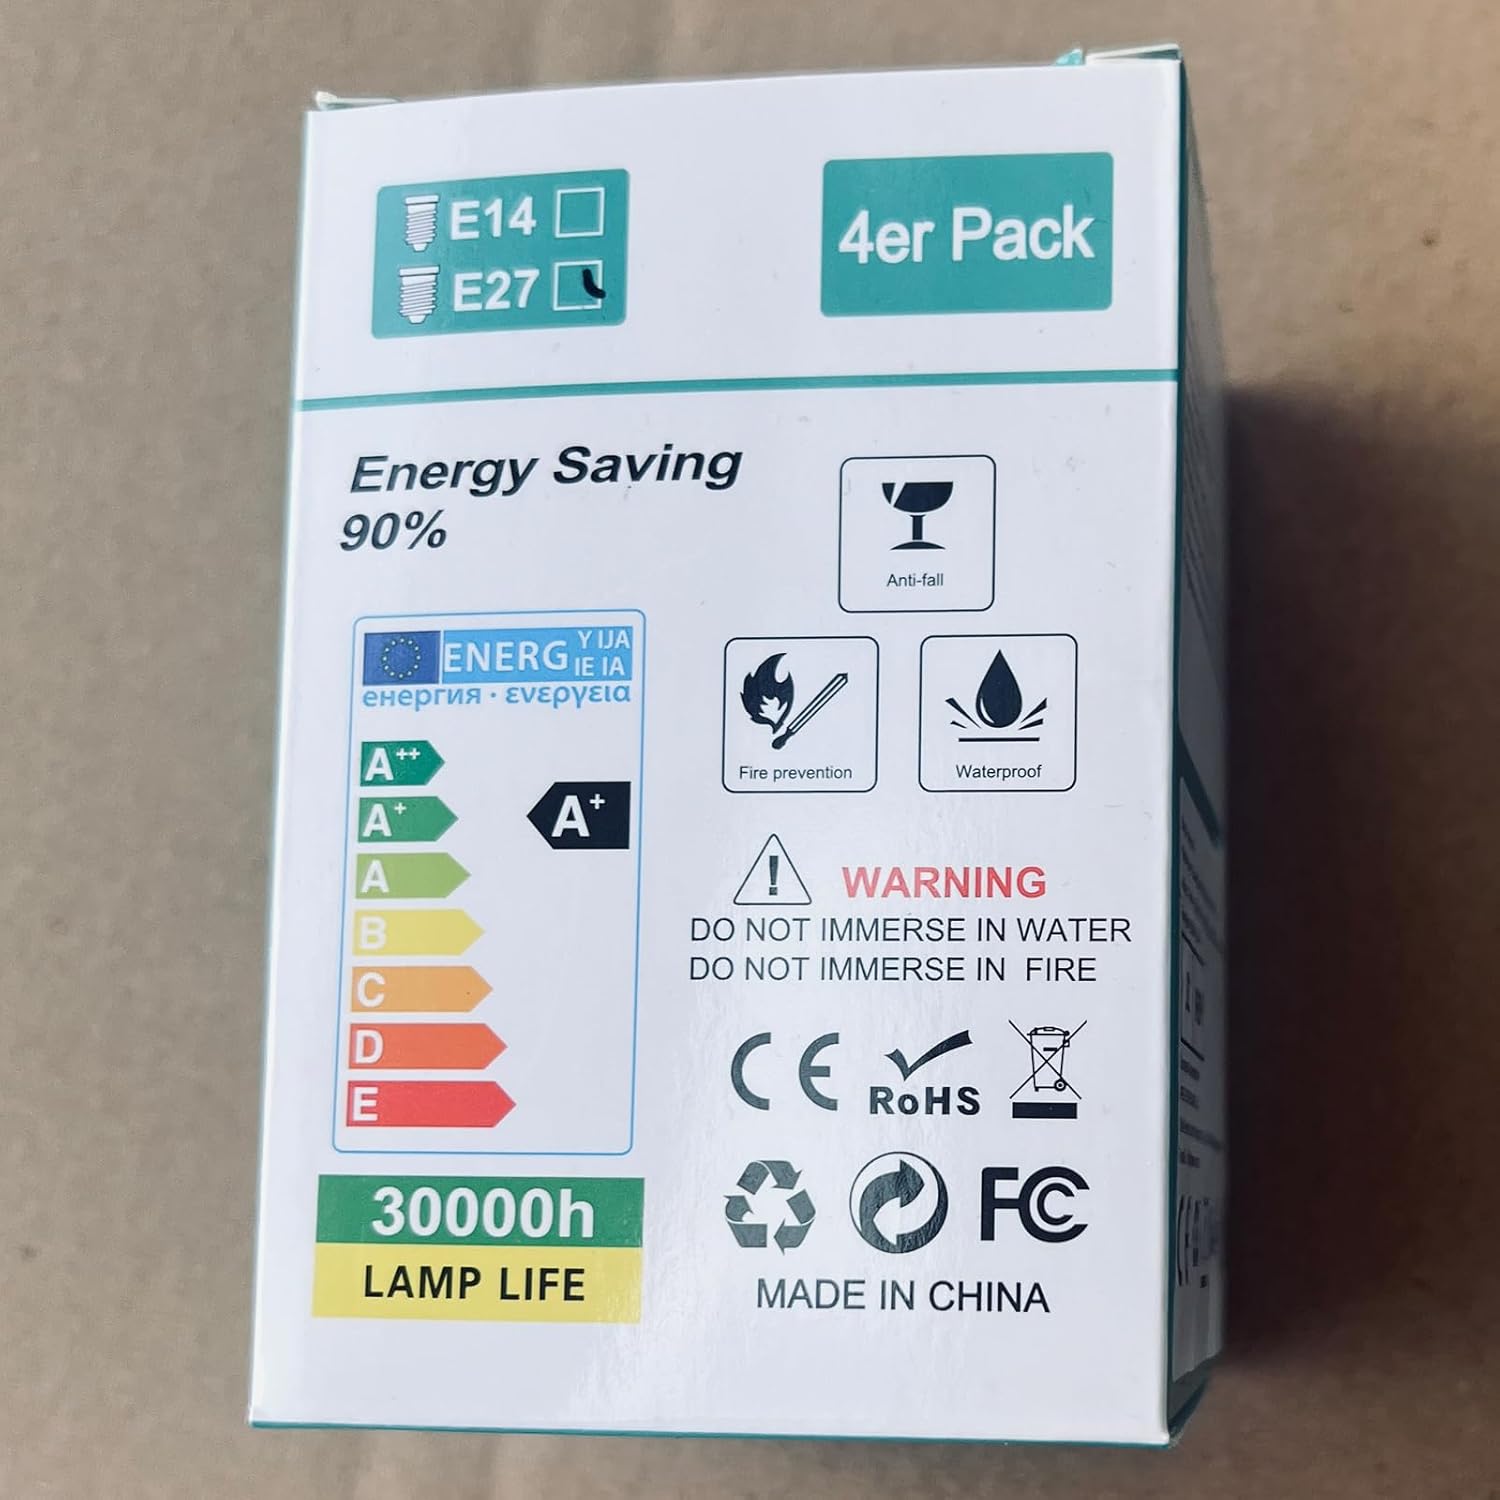 E14
E27
4er Pack
Energy Saving
90%
Anti-fall
ENERG Y IJA
IE IA
енергия · ενεργεια
Fire prevention
Waterproof
A++
A+
A+
A
B
C
D
E
WARNING
DO NOT IMMERSE IN WATER
DO NOT IMMERSE IN FIRE
CE
RoHS
FC
30000h
LAMP LIFE
MADE IN CHINA